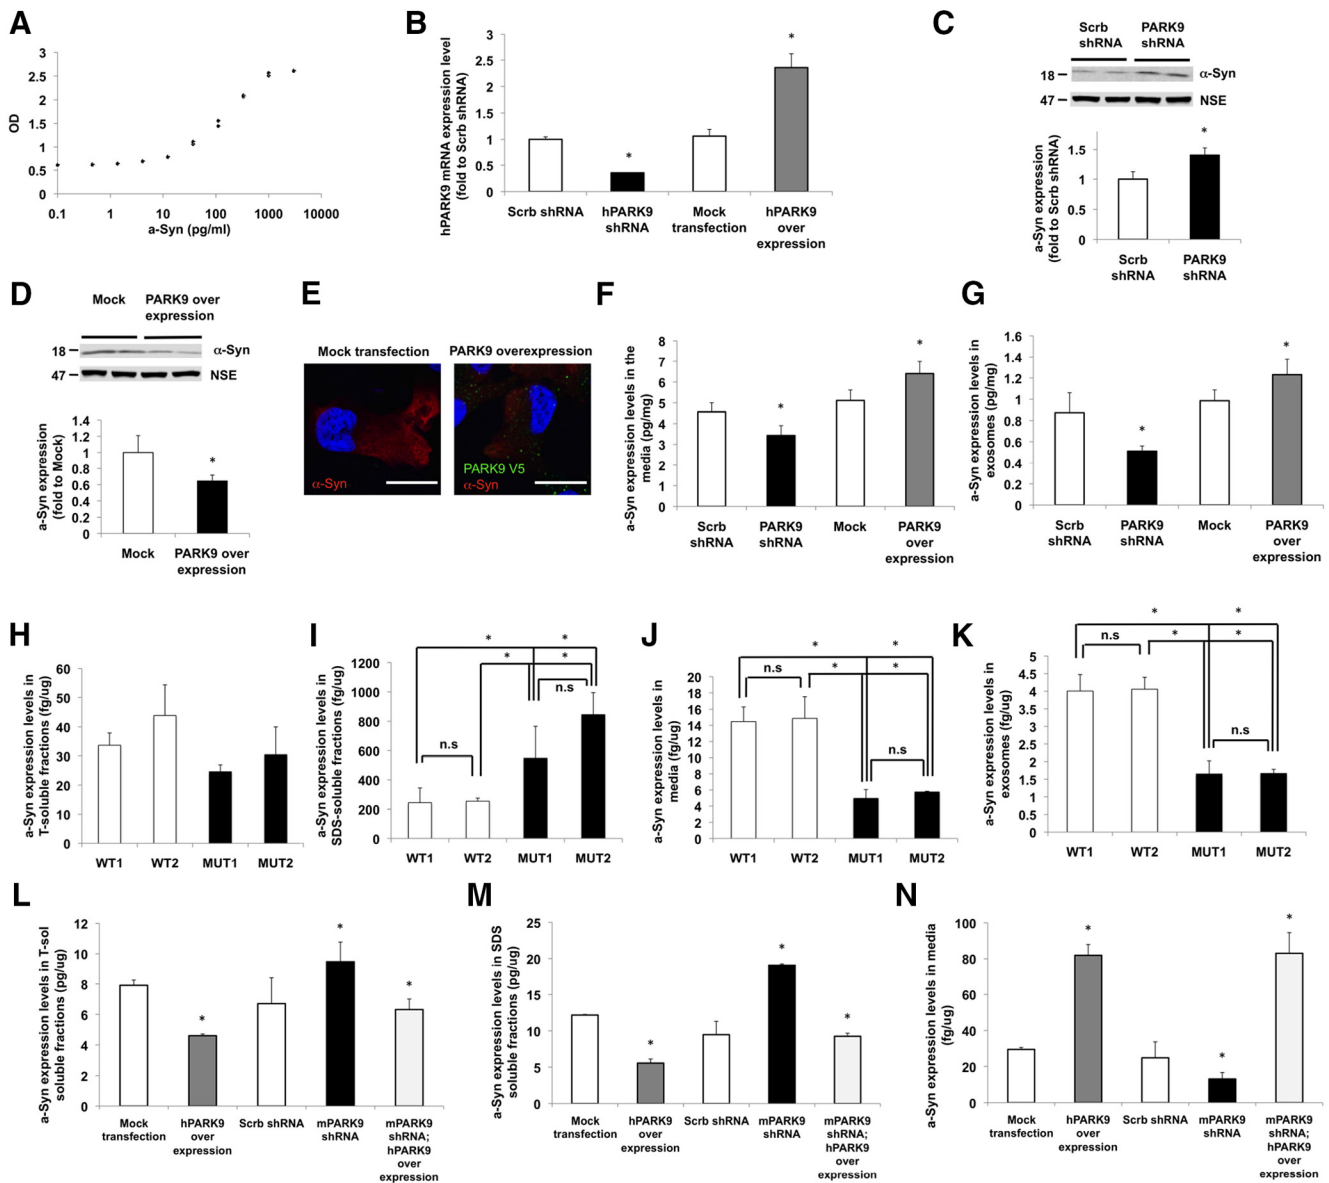 A
3
2.5
2
1.5
1
0.5
0
OD
0.1
1
10
100
1000
10000
a-Syn (pg/ml)
B
hPARK9 mRNA expression level
(fold to Scrb shRNA)
3
2.5
2
1.5
1
0.5
0
*
*
Scrb shRNA
hPARK9
shRNA
Mock
transfection
hPARK9
over
expression
C
Scrb
shRNA
PARK9
shRNA
18
α-Syn
47
NSE
a-Syn expression
(fold to Scrb shRNA)
1.5
1
0.5
0
*
Scrb
shRNA
PARK9
shRNA
D
Mock
PARK9 over
expression
18
α-Syn
47
NSE
a-Syn expression
(fold to Mock)
1.4
1.2
1
0.8
0.6
0.4
0.2
0
*
Mock
PARK9 over
expression
E
Mock transfection
PARK9 overexpression
α-Syn
PARK9 V5
α-Syn
F
a-Syn expression levels in the
media (pg/mg)
8
7
6
5
4
3
2
1
0
*
*
Scrb
shRNA
PARK9
shRNA
Mock
PARK9
over
expression
G
a-Syn expression levels in
exosomes (pg/mg)
1.6
1.4
1.2
1
0.8
0.6
0.4
0.2
0
*
*
Scrb
shRNA
PARK9
shRNA
Mock
PARK9
over
expression
H
a-Syn expression levels in
T-soluble fractions (fg/ug)
60
50
40
30
20
10
0
WT1
WT2
MUT1
MUT2
I
a-Syn expression levels in
SDS-soluble fractions (fg/ug)
1200
1000
800
600
400
200
0
*
*
*
*
n.s
n.s
WT1
WT2
MUT1
MUT2
J
a-Syn expression levels in
media (fg/ug)
20
18
16
14
12
10
8
6
4
2
0
*
*
n.s
*
*
n.s
WT1
WT2
MUT1
MUT2
K
a-Syn expression levels in
exosomes (fg/ug)
5
4.5
4
3.5
3
2.5
2
1.5
1
0.5
0
*
*
n.s
*
*
n.s
WT1
WT2
MUT1
MUT2
L
a-Syn expression levels in T-sol
soluble fractions (pg/ug)
12
10
8
6
4
2
0
*
*
*
Mock
transfection
hPARK9
over
expression
Scrb shRNA
mPARK9
shRNA
mPARK9
shRNA;
hPARK9
over
expression
M
a-Syn expression levels in SDS
soluble fractions (pg/ug)
25
20
15
10
5
0
*
*
*
Mock
transfection
hPARK9
over
expression
Scrb shRNA
mPARK9
shRNA
mPARK9
shRNA;
hPARK9
over
expression
N
a-Syn expression levels in media
(fg/ug)
100
80
60
40
20
0
*
*
*
Mock
transfection
hPARK9
over
expression
Scrb shRNA
mPARK9
shRNA
mPARK9
shRNA;
hPARK9
over
expression